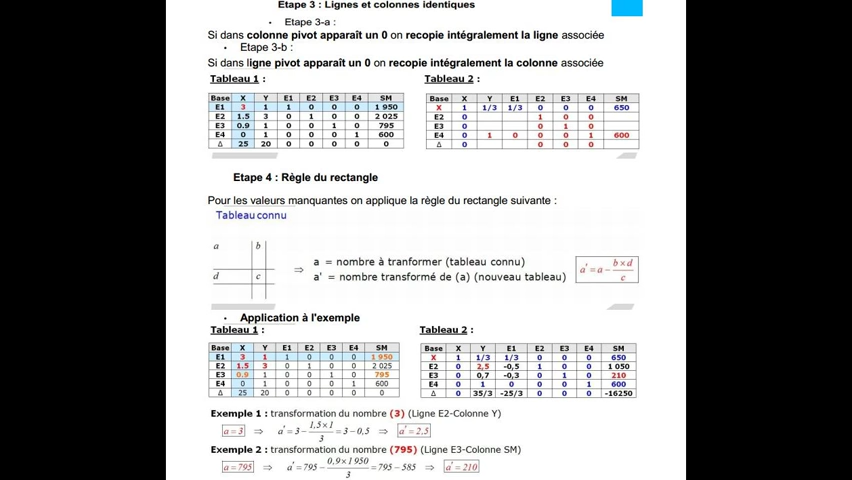 Etape 3 : Lignes et colonnes identiques
• Etape 3-a :
Si dans colonne pivot apparaît un 0 on recopie intégralement la ligne associée
• Etape 3-b :
Si dans ligne pivot apparaît un 0 on recopie intégralement la colonne associée
Tableau 1 :
Base X Y E1 E2 E3 E4 SM
E1 3 1 1 0 0 0 1 950
E2 1.5 3 0 1 0 0 2 025
E3 0.9 1 0 0 1 0 795
E4 0 1 0 0 0 1 600
Δ 25 20 0 0 0 0 0
Tableau 2 :
Base X Y E1 E2 E3 E4 SM
X 1 1/3 1/3 0 0 0 650
E2 0 1 0 0
E3 0 0 1 0
E4 0 1 0 0 0 1 600
Δ 0 0 0 0
Etape 4 : Règle du rectangle
Pour les valeurs manquantes on applique la règle du rectangle suivante :
Tableau connu
a b
d c
⇒
a = nombre à tranformer (tableau connu)
a' = nombre transformé de (a) (nouveau tableau)
a' = a − b×d / c
• Application à l'exemple
Tableau 1 :
Base X Y E1 E2 E3 E4 SM
E1 3 1 1 0 0 0 1 950
E2 1.5 3 0 1 0 0 2 025
E3 0.9 1 0 0 1 0 795
E4 0 1 0 0 0 1 600
Δ 25 20 0 0 0 0 0
Tableau 2 :
Base X Y E1 E2 E3 E4 SM
X 1 1/3 1/3 0 0 0 650
E2 0 2,5 -0,5 1 0 0 1 050
E3 0 0,7 -0,3 0 1 0 210
E4 0 1 0 0 0 1 600
Δ 0 35/3 -25/3 0 0 0 -16250
Exemple 1 : transformation du nombre (3) (Ligne E2-Colonne Y)
a=3 ⇒ a' = 3 − 1,5×1 / 3 = 3 − 0,5 ⇒ a' = 2,5
Exemple 2 : transformation du nombre (795) (Ligne E3-Colonne SM)
a=795 ⇒ a' = 795 − 0,9×1 950 / 3 = 795 − 585 ⇒ a' = 210